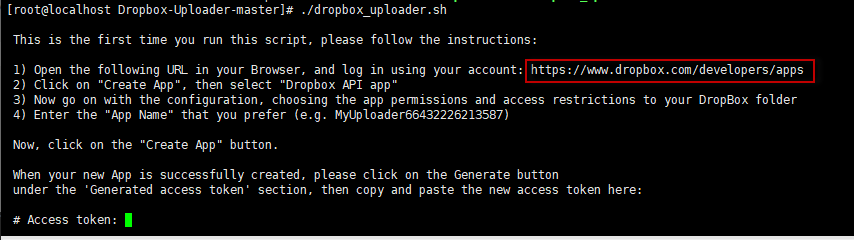 [root@localhost Dropbox-Uploader-master]# ./dropbox_uploader.sh
This is the first time you run this script, please follow the instructions:
1) Open the following URL in your Browser, and log in using your account: https://www.dropbox.com/developers/apps
2) Click on "Create App", then select "Dropbox API app"
3) Now go on with the configuration, choosing the app permissions and access restrictions to your DropBox folder
4) Enter the "App Name" that you prefer (e.g. MyUploader66432226213587)
Now, click on the "Create App" button.
When your new App is successfully created, please click on the Generate button
under the 'Generated access token' section, then copy and paste the new access token here:
# Access token: